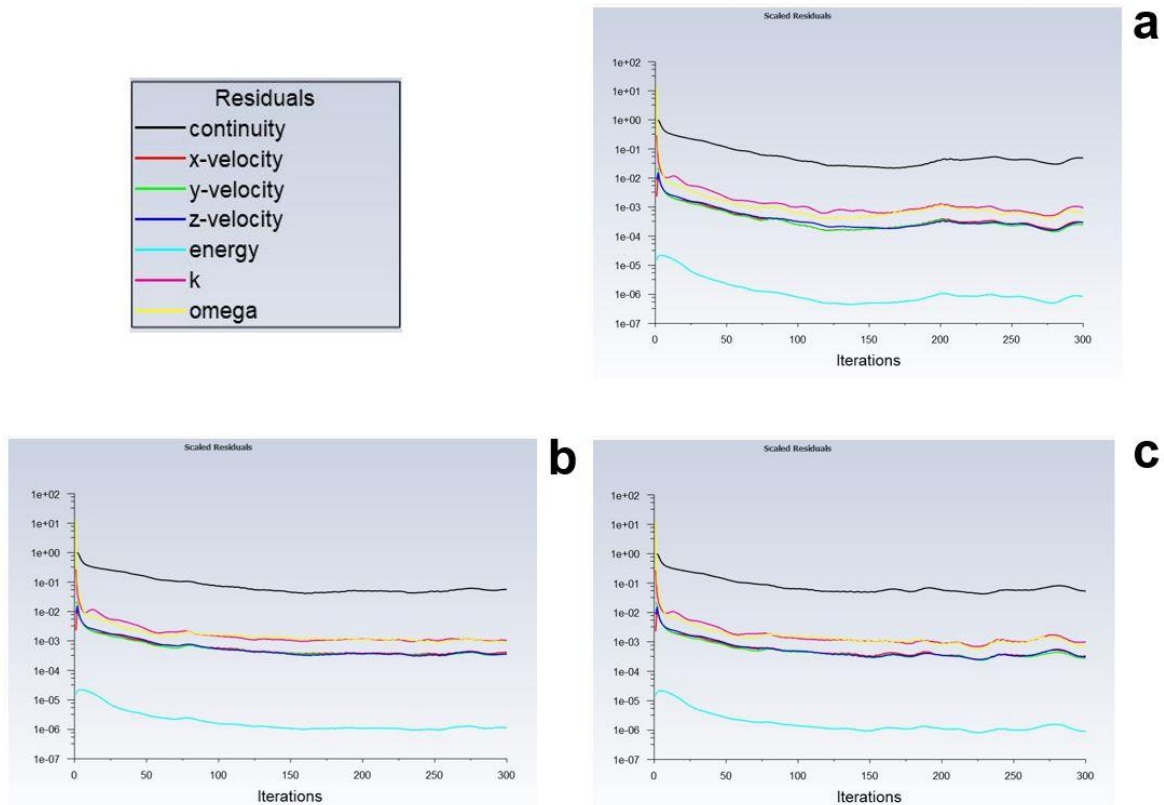 Residuals
continuity
x-velocity
y-velocity
z-velocity
energy
k
omega
Scaled Residuals
a
1e+02
1e+01
1e+00
1e-01
1e-02
1e-03
1e-04
1e-05
1e-06
1e-07
0 50 100 150 200 250 300
Iterations
Scaled Residuals
b
1e+02
1e+01
1e+00
1e-01
1e-02
1e-03
1e-04
1e-05
1e-06
1e-07
0 50 100 150 200 250 300
Iterations
Scaled Residuals
c
1e+02
1e+01
1e+00
1e-01
1e-02
1e-03
1e-04
1e-05
1e-06
1e-07
0 50 100 150 200 250 300
Iterations